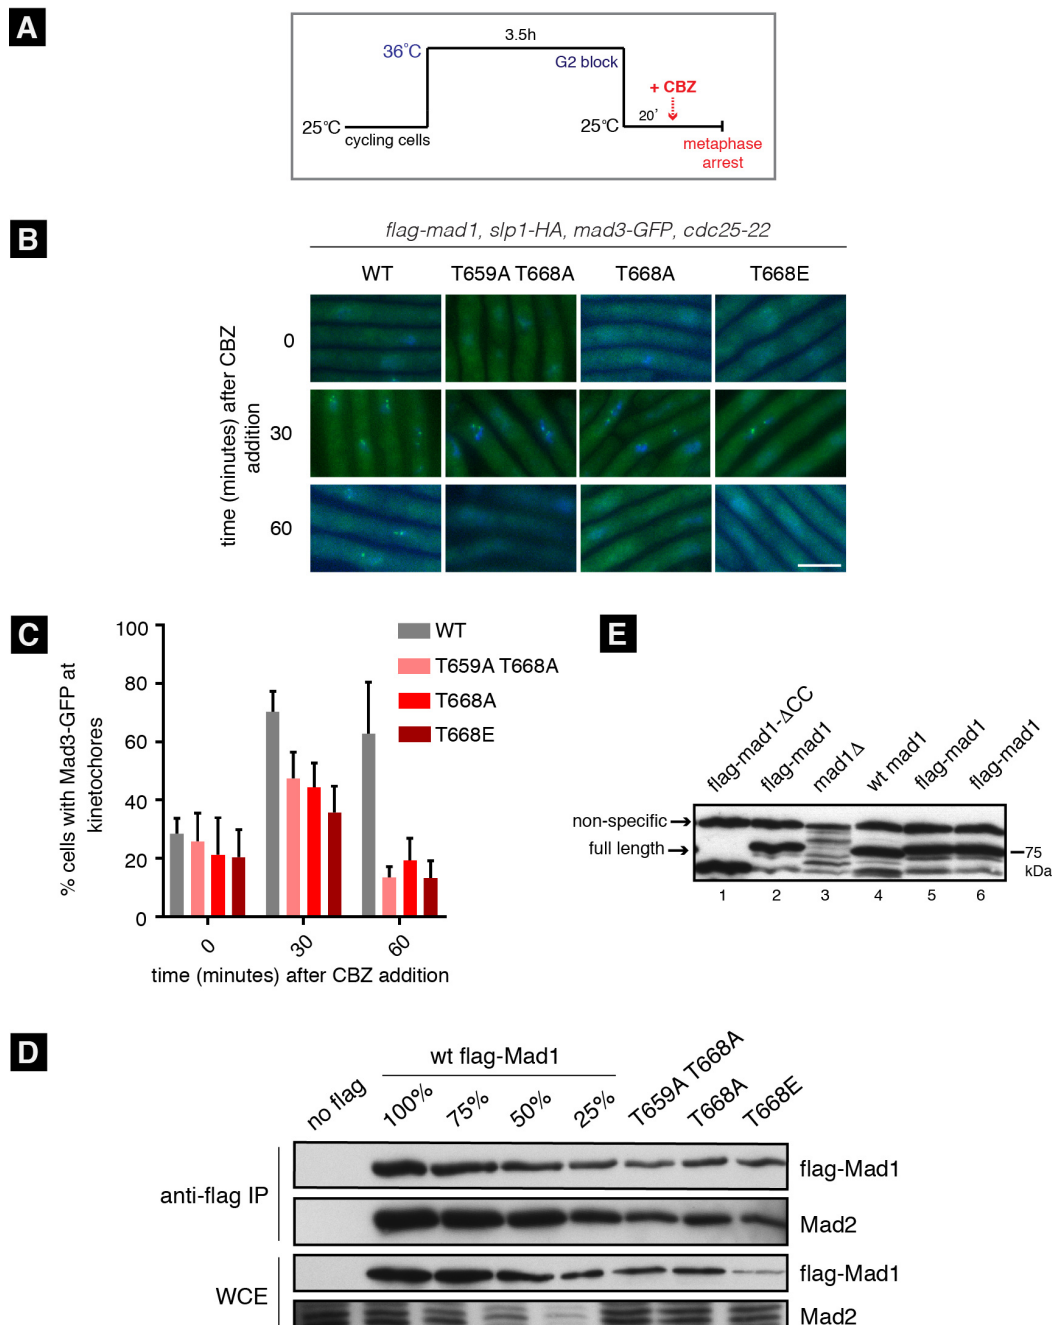 A
3.5h
36°C
G2 block
+ CBZ
25°C
cycling cells
25°C
20'
metaphase
arrest
B
flag-mad1, slp1-HA, mad3-GFP, cdc25-22
WT
T659A T668A
T668A
T668E
time (minutes) after CBZ
addition
0
30
60
C
% cells with Mad3-GFP at
kinetochores
100
80
60
40
20
0
WT
T659A T668A
T668A
T668E
0
30
60
time (minutes) after CBZ addition
E
flag-mad1-ΔCC
flag-mad1
mad1Δ
wt mad1
flag-mad1
flag-mad1
non-specific
full length
75
kDa
1
2
3
4
5
6
D
wt flag-Mad1
no flag
100%
75%
50%
25%
T659A T668A
T668A
T668E
anti-flag IP
flag-Mad1
Mad2
WCE
flag-Mad1
Mad2